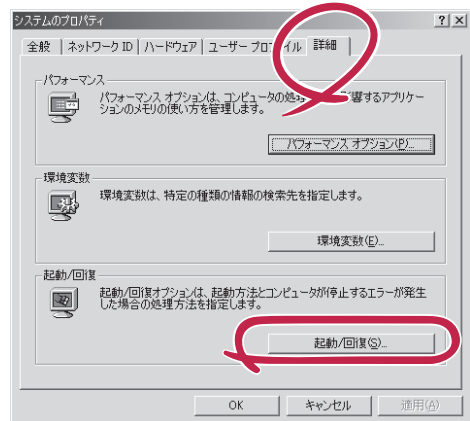 システムのプロパティ
全般 ネットワーク ID ハードウェア ユーザー プロ イル 詳細
パフォーマンス
パフォーマンス オプションは、コンピュータの処 響するアプリケー
ションのメモリの使い方を管理します。
パフォーマンス オプション(P)...
環境変数
環境変数は、特定の種類の情報の検索先を指定します。
環境変数(E)...
起動/回復
起動/回復オプションは、起動方法とコンピュータが停止するエラーが発生
した場合の処理方法を指定します。
起動/回復(S)...
OK キャンセル 適用(A)